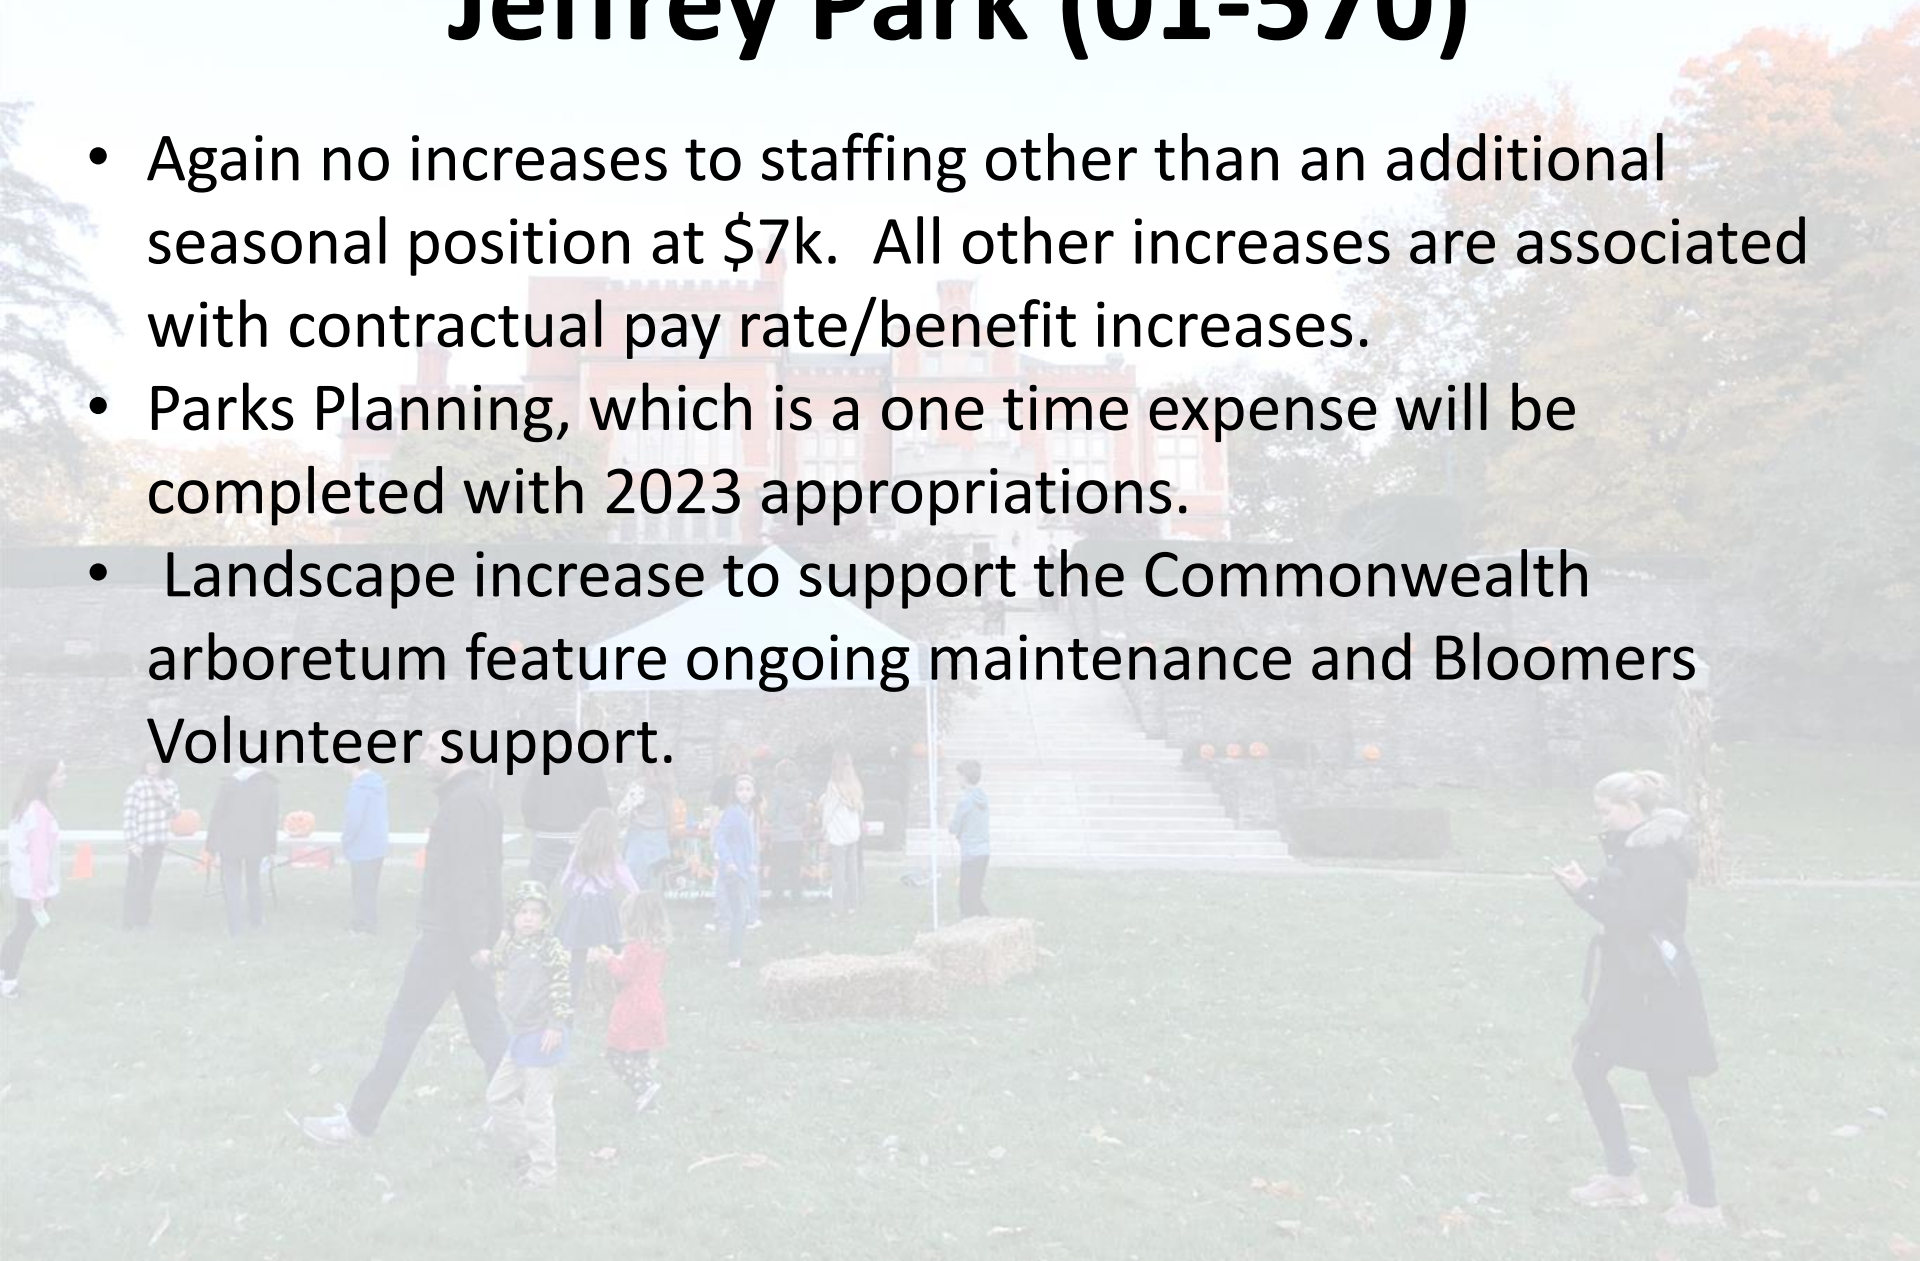 Jeffrey Park (01-570)
• Again no increases to staffing other than an additional
seasonal position at $7k.  All other increases are associated
with contractual pay rate/benefit increases.
• Parks Planning, which is a one time expense will be
completed with 2023 appropriations.
• Landscape increase to support the Commonwealth
arboretum feature ongoing maintenance and Bloomers
Volunteer support.